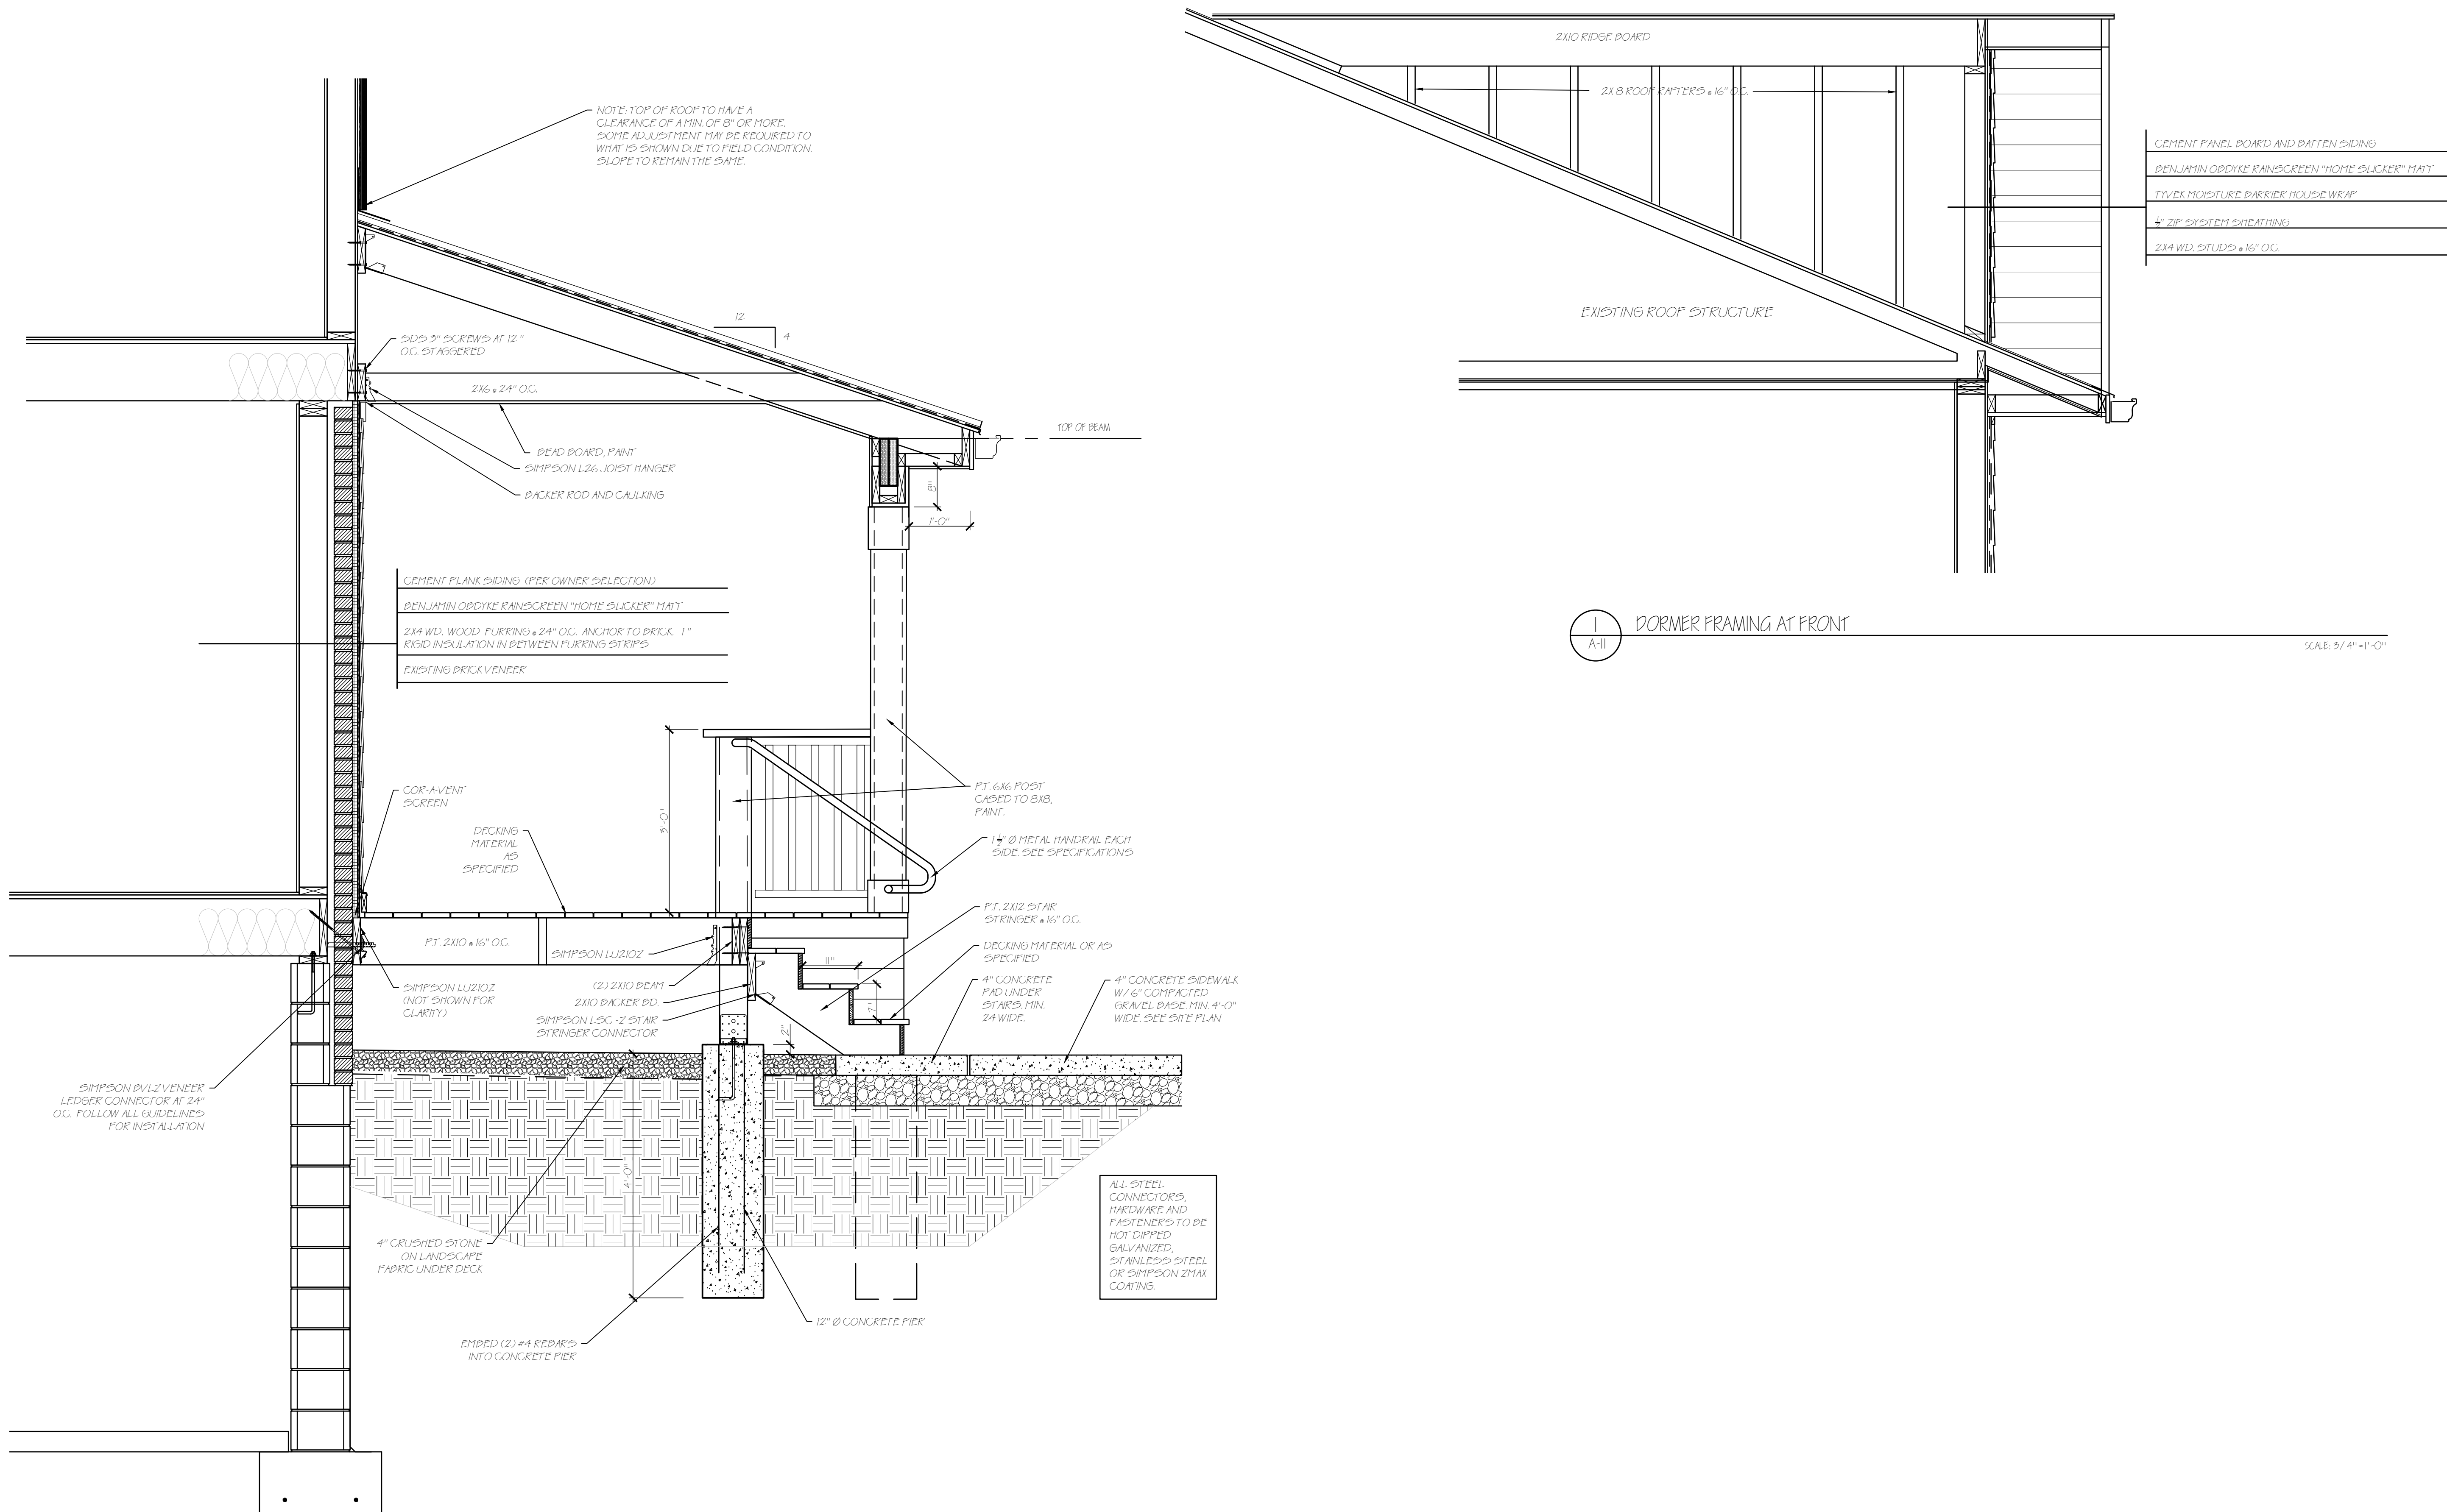 NOTE: TOP OF ROOF TO HAVE A
CLEARANCE OF A MIN. OF 8" OR MORE.
SOME ADJUSTMENT MAY BE REQUIRED TO
WHAT IS SHOWN DUE TO FIELD CONDITION.
SLOPE TO REMAIN THE SAME.
12
4
SDS 3" SCREWS AT 12"
O.C. STAGGERED
2X6 @ 24" O.C.
BEAD BOARD, PAINT
SIMPSON L26 JOIST HANGER
BACKER ROD AND CAULKING
TOP OF BEAM
8"
1'-0"
CEMENT PLANK SIDING (PER OWNER SELECTION)
BENJAMIN OBDYKE RAINSCREEN "HOME SLICKER" MATT
2X4 WD. WOOD FURRING @ 24" O.C. ANCHOR TO BRICK. 1"
RIGID INSULATION IN BETWEEN FURRING STRIPS
EXISTING BRICK VENEER
COR-A-VENT
SCREEN
DECKING
MATERIAL
AS
SPECIFIED
3'-0"
P.T. 6X6 POST
CASED TO 8X8,
PAINT.
1 1/2" Ø METAL HANDRAIL EACH
SIDE. SEE SPECIFICATIONS
P.T. 2X12 STAIR
STRINGER @ 16" O.C.
DECKING MATERIAL OR AS
SPECIFIED
P.T. 2X10 @ 16" O.C.
SIMPSON LU210Z
11"
7"
2"
SIMPSON LU210Z
(NOT SHOWN FOR
CLARITY)
(2) 2X10 BEAM
2X10 BACKER BD.
SIMPSON LSC -Z STAIR
STRINGER CONNECTOR
4" CONCRETE
PAD UNDER
STAIRS. MIN.
24 WIDE.
4" CONCRETE SIDEWALK
W/ 6" COMPACTED
GRAVEL BASE. MIN. 4'-0"
WIDE. SEE SITE PLAN
SIMPSON BVLZ VENEER
LEDGER CONNECTOR AT 24"
O.C. FOLLOW ALL GUIDELINES
FOR INSTALLATION
4'-0"
4" CRUSHED STONE
ON LANDSCAPE
FABRIC UNDER DECK
EMBED (2) #4 REBARS
INTO CONCRETE PIER
12" Ø CONCRETE PIER
ALL STEEL
CONNECTORS,
HARDWARE AND
FASTENERS TO BE
HOT DIPPED
GALVANIZED,
STAINLESS STEEL
OR SIMPSON ZMAX
COATING.
2X10 RIDGE BOARD
2X 8 ROOF RAFTERS @ 16" O.C.
EXISTING ROOF STRUCTURE
CEMENT PANEL BOARD AND BATTEN SIDING
BENJAMIN OBDYKE RAINSCREEN "HOME SLICKER" MATT
TYVEK MOISTURE BARRIER HOUSE WRAP
1/2" ZIP SYSTEM SHEATHING
2X4 WD. STUDS @ 16" O.C.
1
A-11
DORMER FRAMING AT FRONT
SCALE: 3/4"=1'-0"